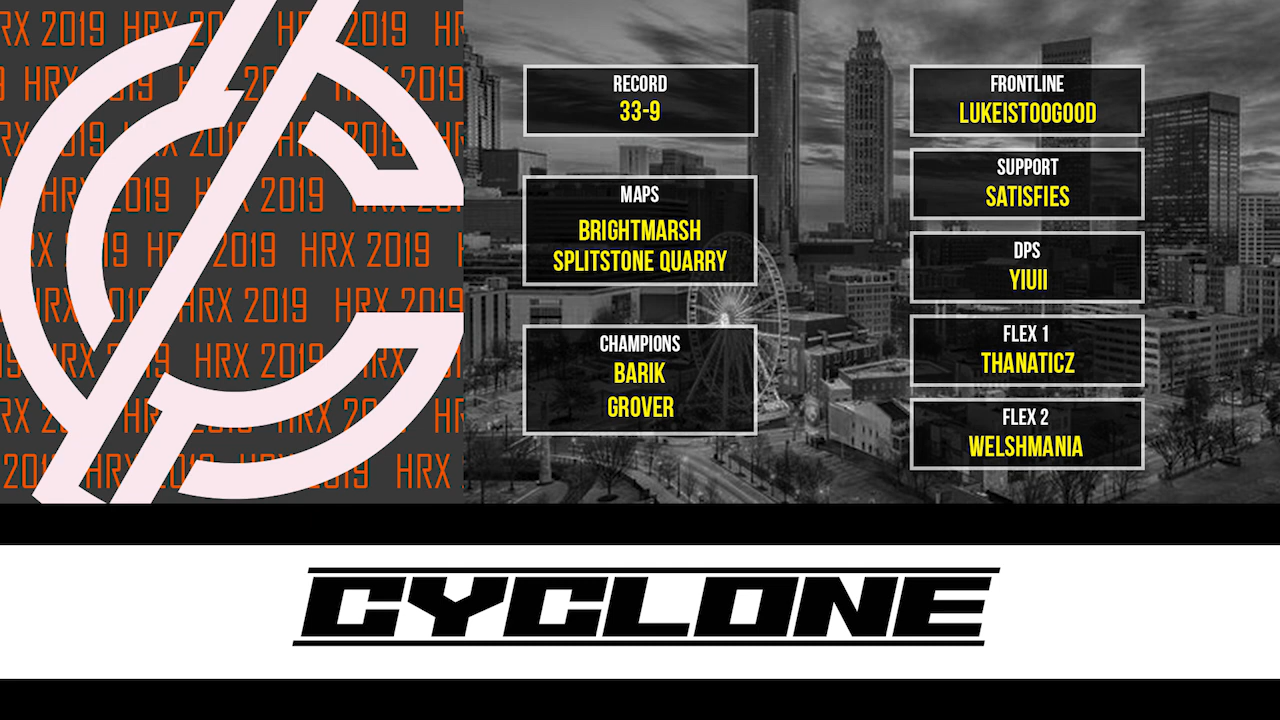 HRX 2019
RECORD
33-9
MAPS
BRIGHTMARSH
SPLITSTONE QUARRY
CHAMPIONS
BARIK
GROVER
FRONTLINE
LUKEISTOOGOOD
SUPPORT
SATISFIES
DPS
YIUII
FLEX 1
THANATICZ
FLEX 2
WELSHMANIA
CYCLONE